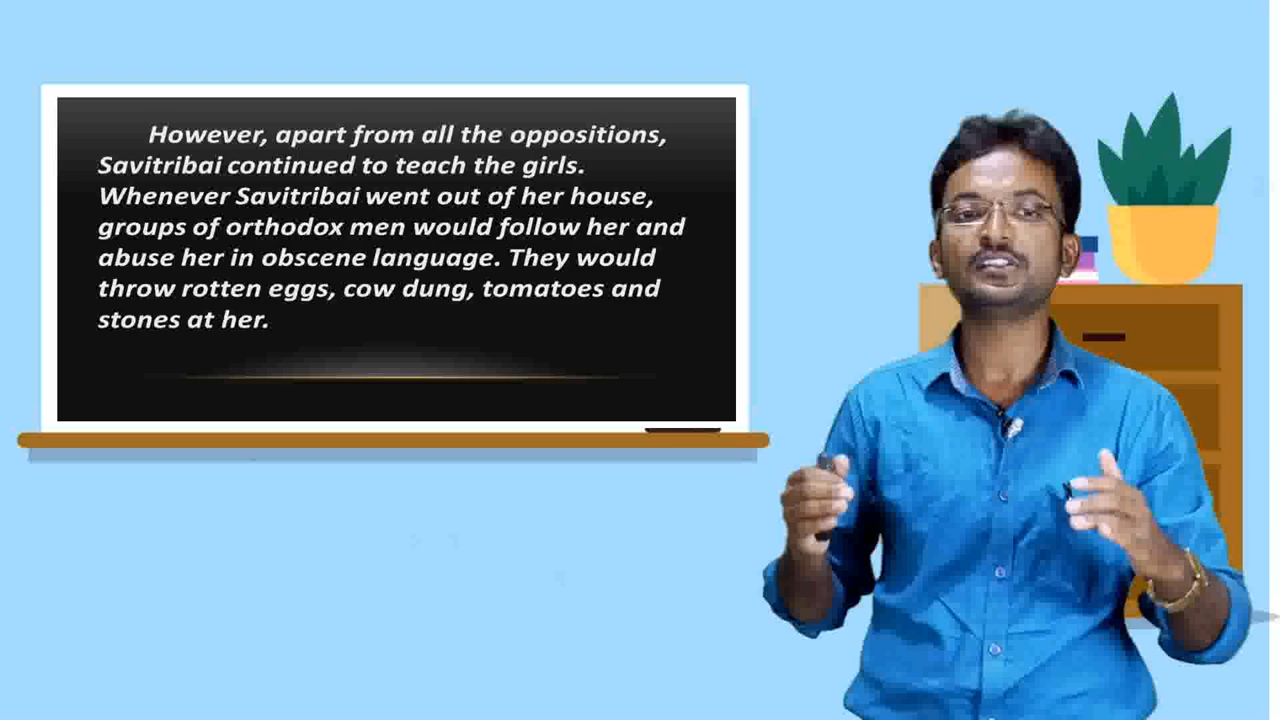 However, apart from all the oppositions,
Savitribai continued to teach the girls.
Whenever Savitribai went out of her house,
groups of orthodox men would follow her and
abuse her in obscene language. They would
throw rotten eggs, cow dung, tomatoes and
stones at her.